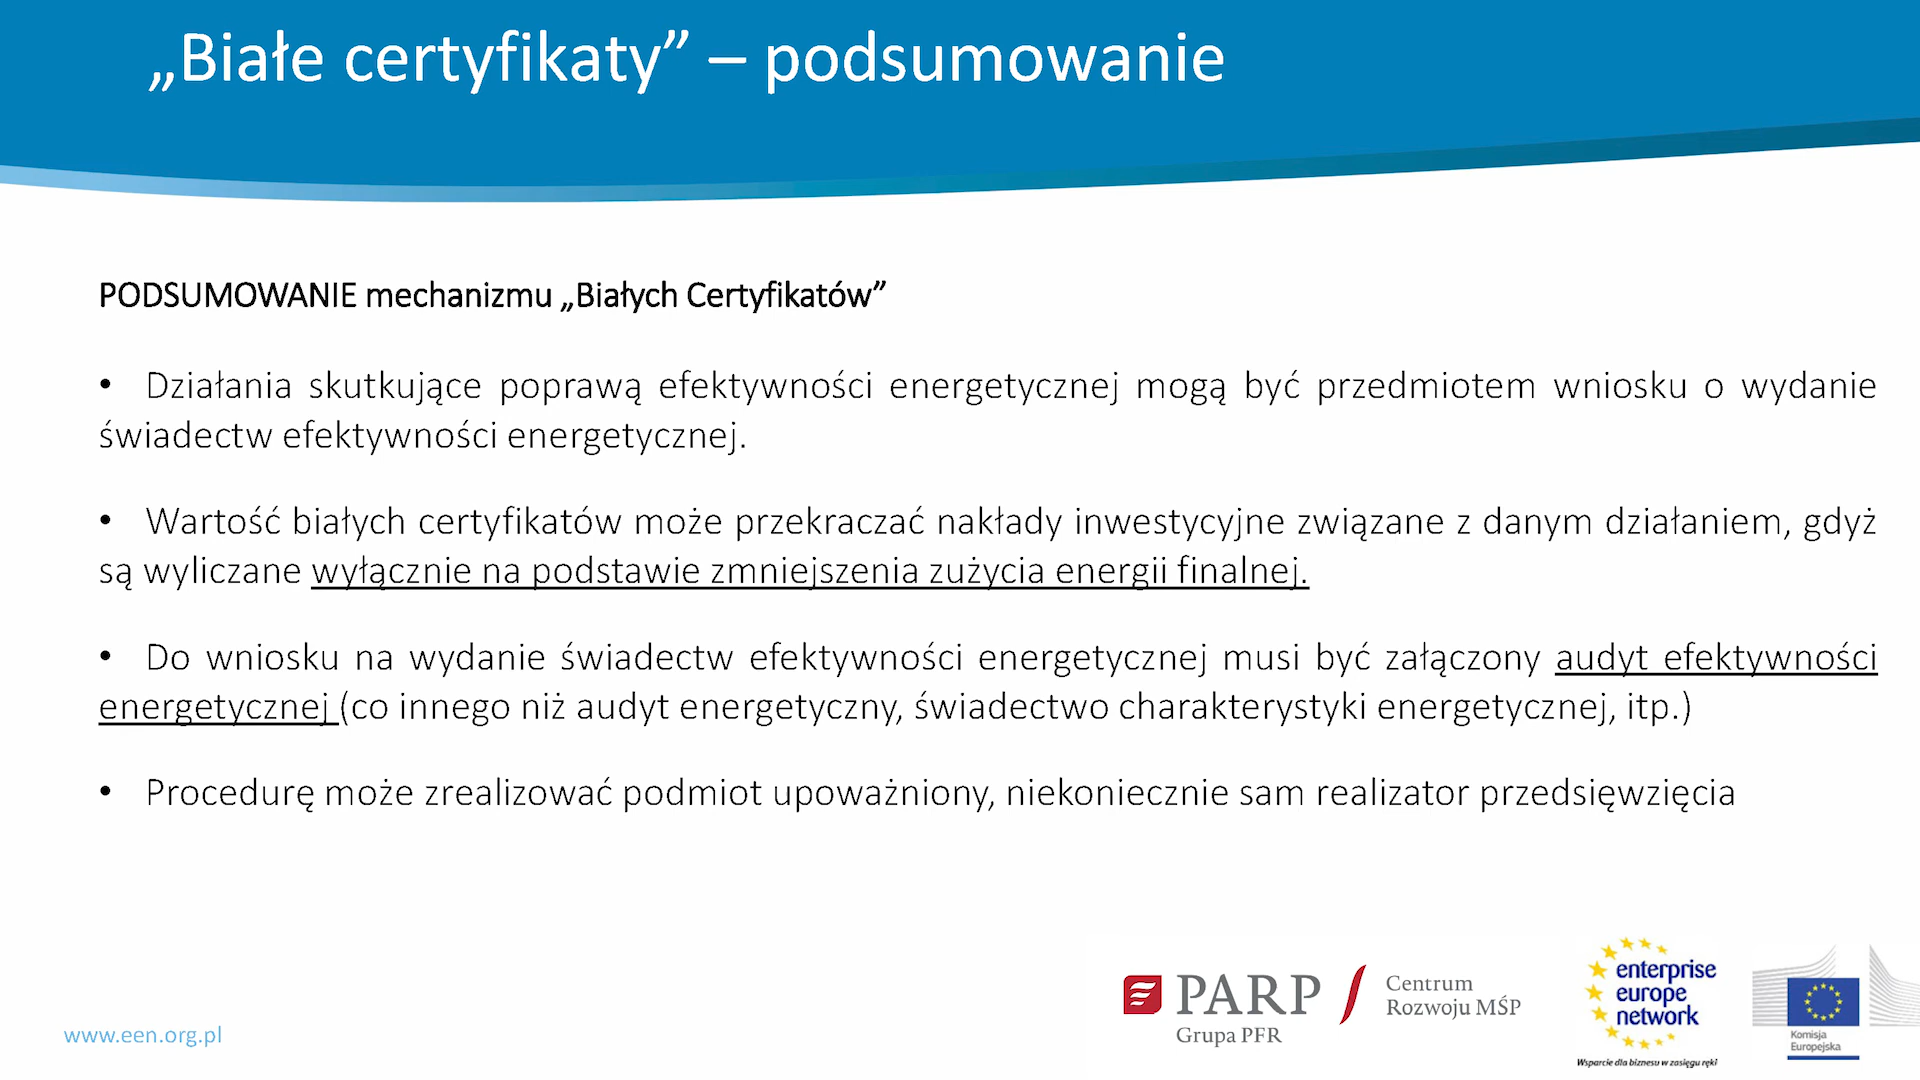 „Białe certyfikaty” – podsumowanie
PODSUMOWANIE mechanizmu „Białych Certyfikatów”
• Działania skutkujące poprawą efektywności energetycznej mogą być przedmiotem wniosku o wydanie
świadectw efektywności energetycznej.
• Wartość białych certyfikatów może przekraczać nakłady inwestycyjne związane z danym działaniem, gdyż
są wyliczane wyłącznie na podstawie zmniejszenia zużycia energii finalnej.
• Do wniosku na wydanie świadectw efektywności energetycznej musi być załączony audyt efektywności
energetycznej (co innego niż audyt energetyczny, świadectwo charakterystyki energetycznej, itp.)
• Procedurę może zrealizować podmiot upoważniony, niekoniecznie sam realizator przedsięwzięcia
www.een.org.pl
PARP
Grupa PFR
Centrum
Rozwoju MŚP
enterprise
europe
network
Wsparcie dla biznesu w zasięgu ręki
Komisja
Europejska